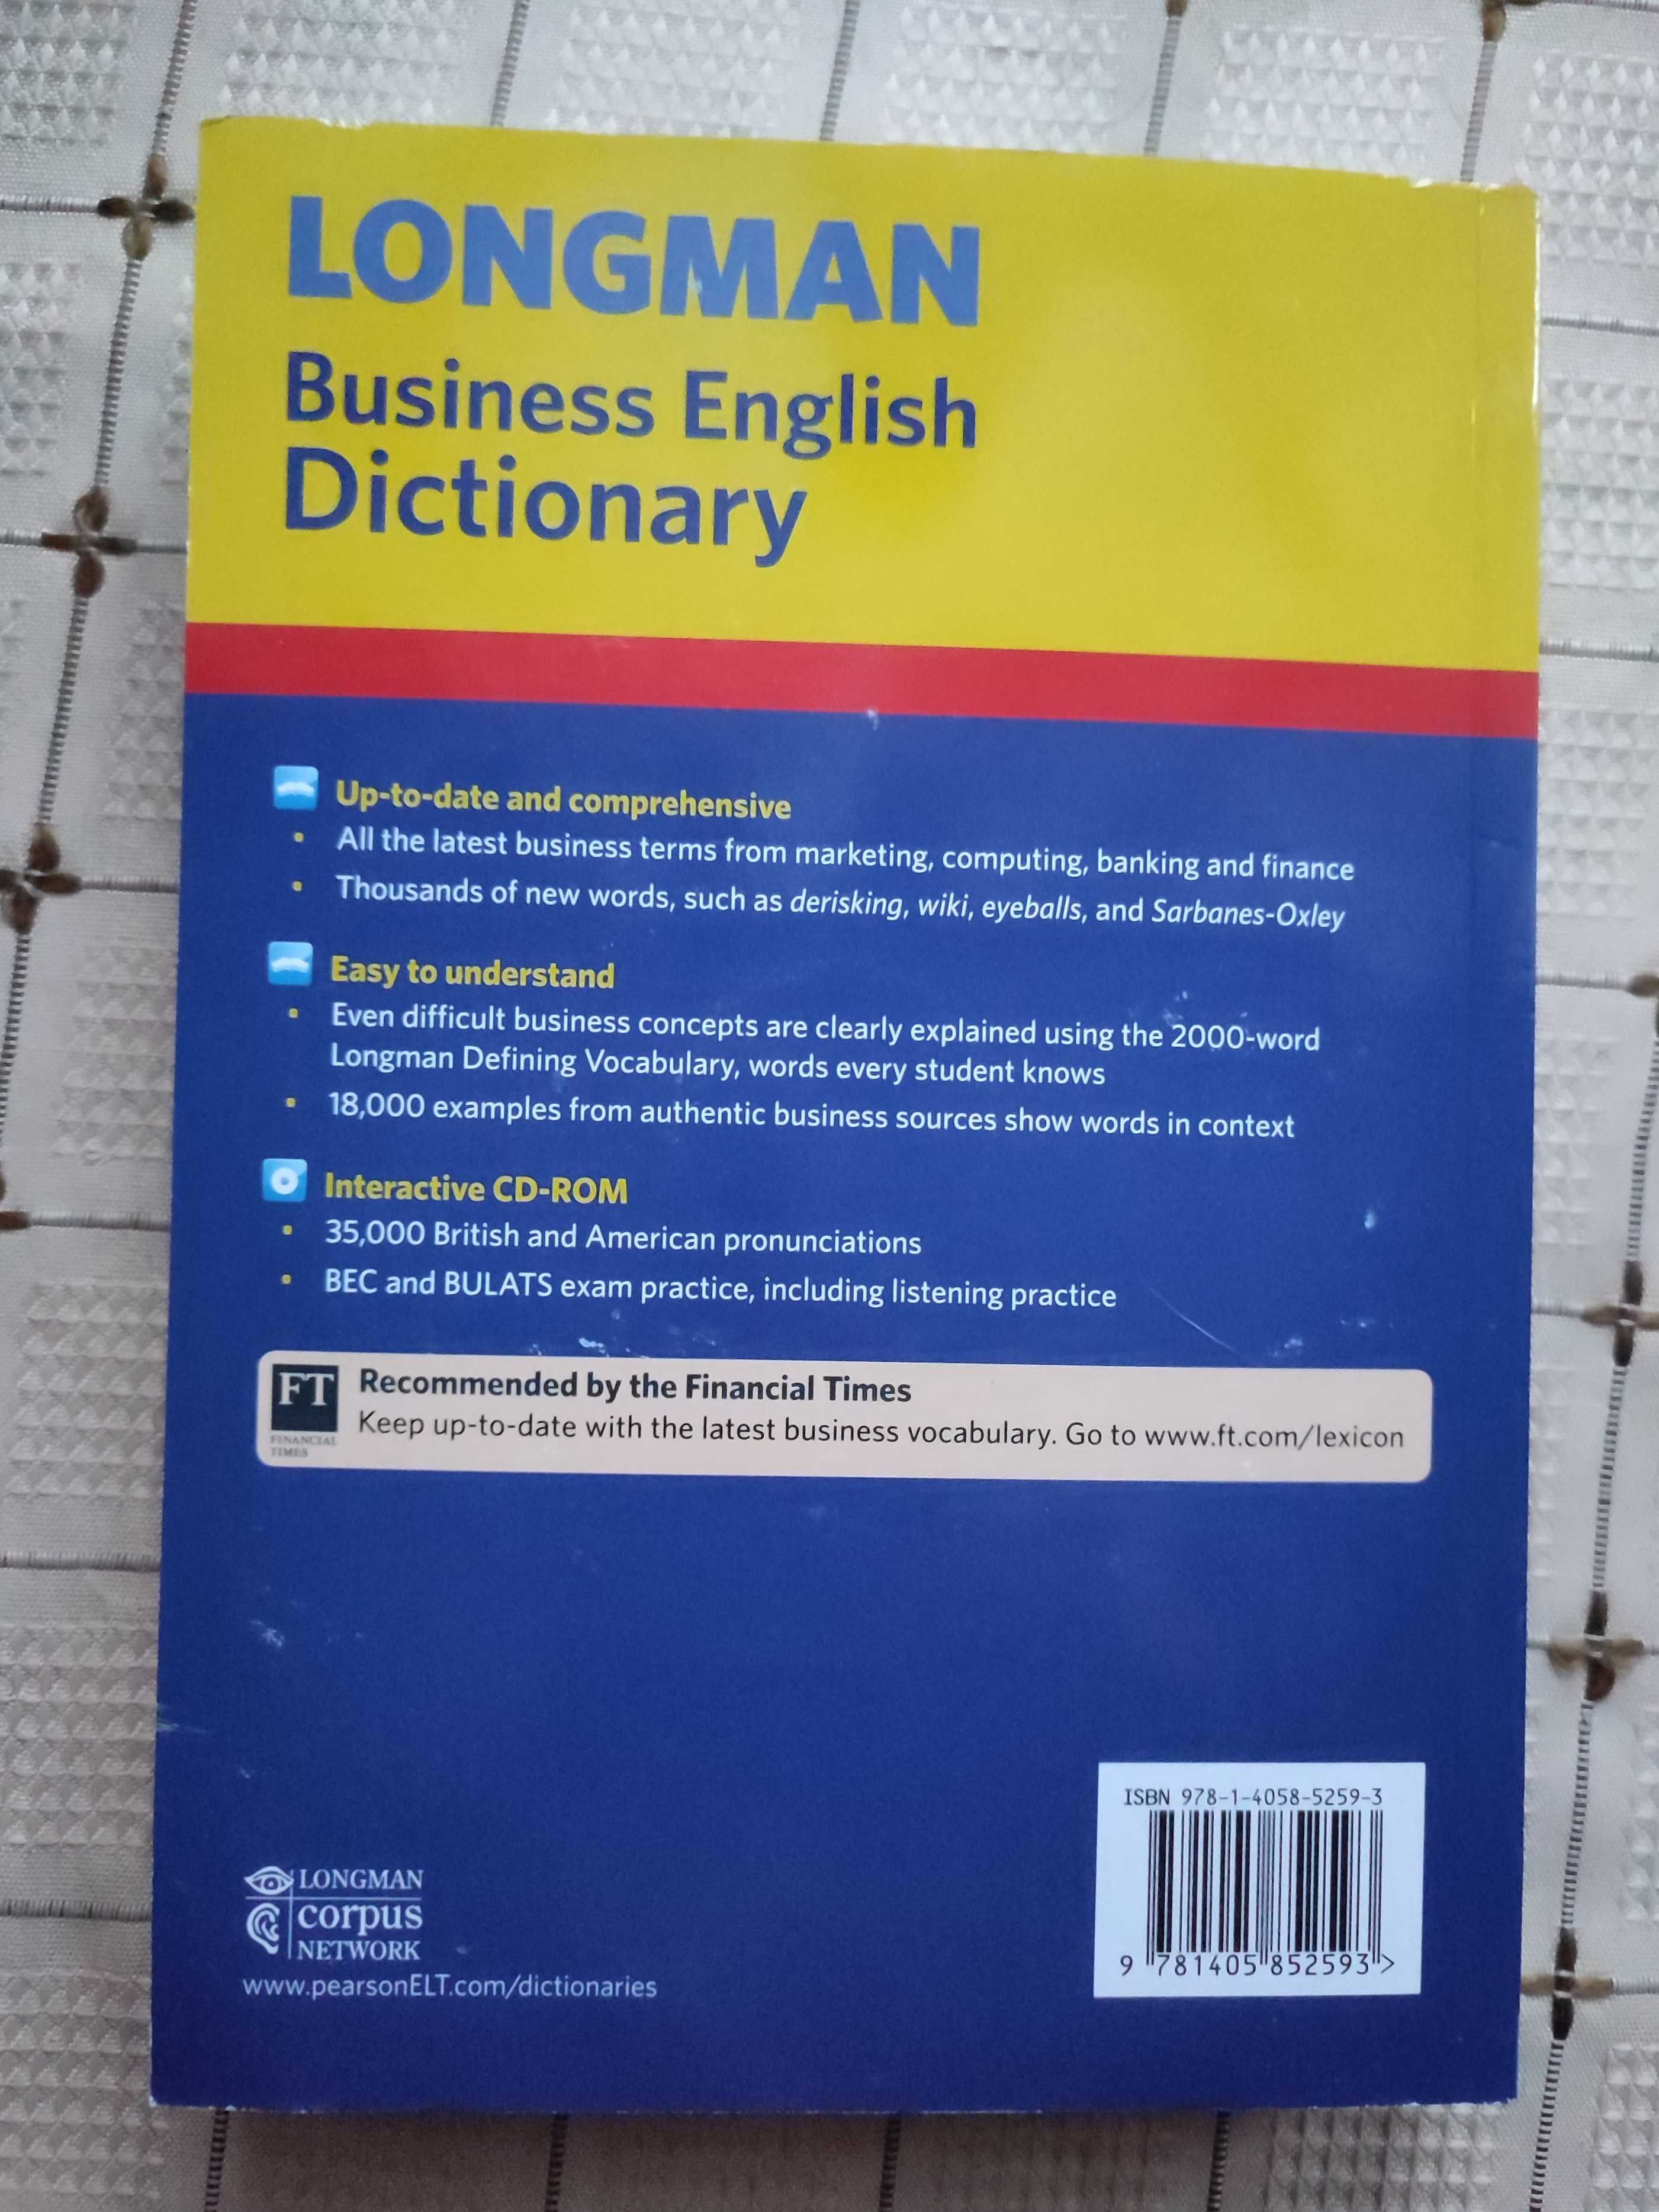 LONGMAN
Business English
Dictionary
Up-to-date and comprehensive
• All the latest business terms from marketing, computing, banking and finance
• Thousands of new words, such as derisking, wiki, eyeballs, and Sarbanes-Oxley
Easy to understand
• Even difficult business concepts are clearly explained using the 2000-word
Longman Defining Vocabulary, words every student knows
• 18,000 examples from authentic business sources show words in context
Interactive CD-ROM
• 35,000 British and American pronunciations
• BEC and BULATS exam practice, including listening practice
FT
FINANCIAL
TIMES
Recommended by the Financial Times
Keep up-to-date with the latest business vocabulary. Go to www.ft.com/lexicon
LONGMAN
corpus
NETWORK
www.pearsonELT.com/dictionaries
ISBN 978-1-4058-5259-3
9 781405 852593 >